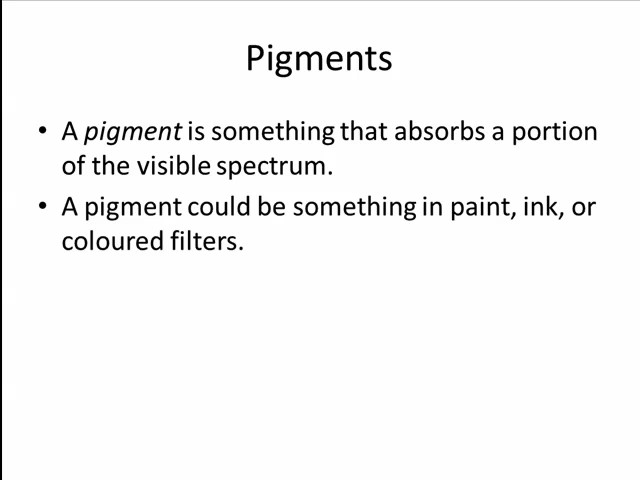 Pigments
• A pigment is something that absorbs a portion
of the visible spectrum.
• A pigment could be something in paint, ink, or
coloured filters.